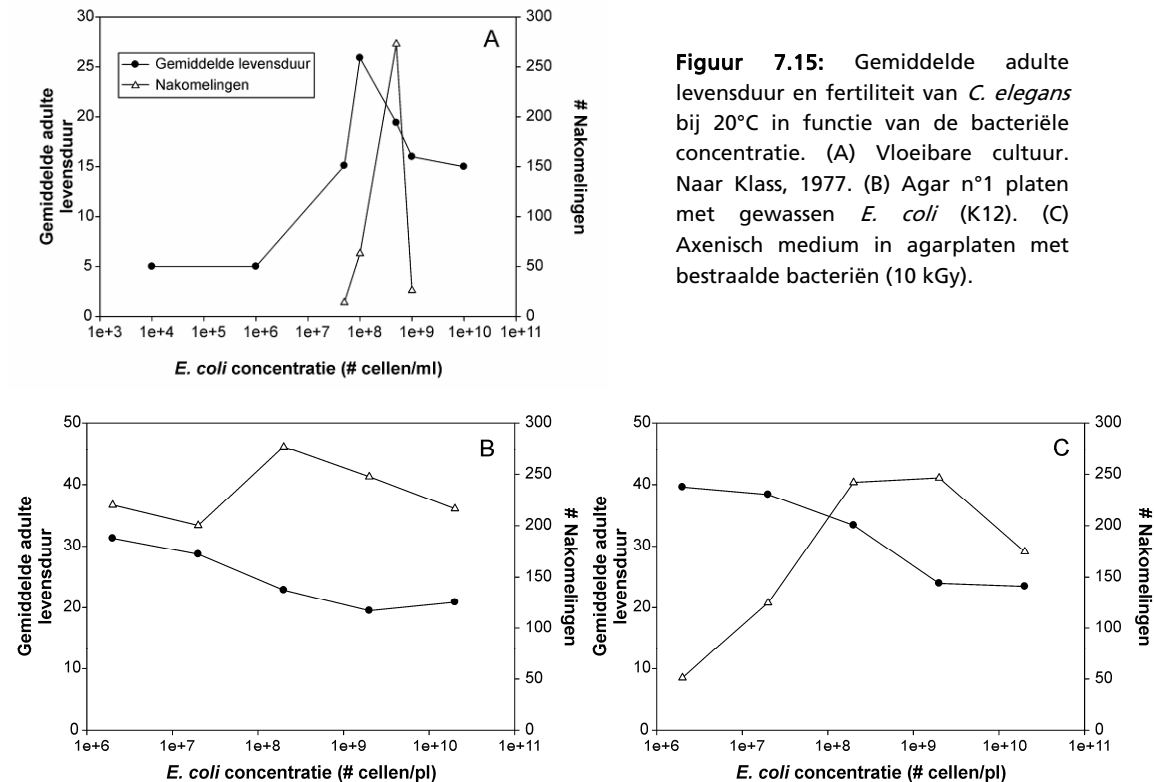 30
25
20
15
10
5
0
300
250
200
150
100
50
0
A
Gemiddelde levensduur
Nakomelingen
Gemiddelde adulte
levensduur
# Nakomelingen
1e+3 1e+4 1e+5 1e+6 1e+7 1e+8 1e+9 1e+10 1e+11
E. coli concentratie (# cellen/ml)
Figuur 7.15: Gemiddelde adulte
levensduur en fertiliteit van C. elegans
bij 20°C in functie van de bacteriële
concentratie. (A) Vloeibare cultuur.
Naar Klass, 1977. (B) Agar n°1 platen
met gewassen E. coli (K12). (C)
Axenisch medium in agarplaten met
bestraalde bacteriën (10 kGy).
50
40
30
20
10
0
300
250
200
150
100
50
0
B
Gemiddelde adulte
levensduur
# Nakomelingen
1e+6 1e+7 1e+8 1e+9 1e+10 1e+11
E. coli concentratie (# cellen/pl)
50
40
30
20
10
0
300
250
200
150
100
50
0
C
Gemiddelde adulte
levensduur
# Nakomelingen
1e+6 1e+7 1e+8 1e+9 1e+10 1e+11
E. coli concentratie (# cellen/pl)